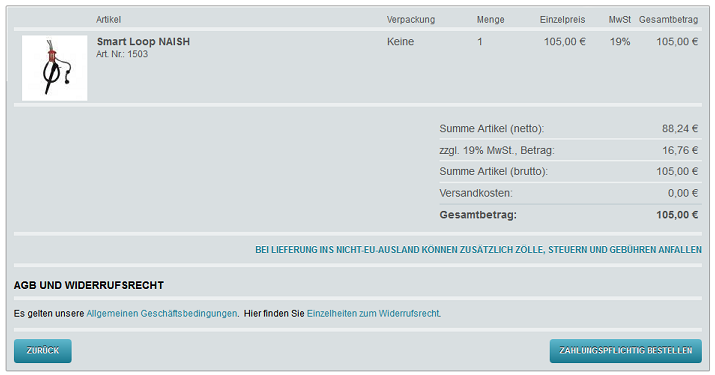 Artikel Verpackung Menge Einzelpreis MwSt Gesamtbetrag
Smart Loop NAISH Keine 1 105,00 € 19% 105,00 €
Art. Nr.: 1503
Summe Artikel (netto): 88,24 €
zzgl. 19% MwSt., Betrag: 16,76 €
Summe Artikel (brutto): 105,00 €
Versandkosten: 0,00 €
Gesamtbetrag: 105,00 €
BEI LIEFERUNG INS NICHT-EU-AUSLAND KÖNNEN ZUSÄTZLICH ZÖLLE, STEUERN UND GEBÜHREN ANFALLEN
AGB UND WIDERRUFSRECHT
Es gelten unsere Allgemeinen Geschäftsbedingungen. Hier finden Sie Einzelheiten zum Widerrufsrecht.
ZURÜCK ZAHLUNGSPFLICHTIG BESTELLEN